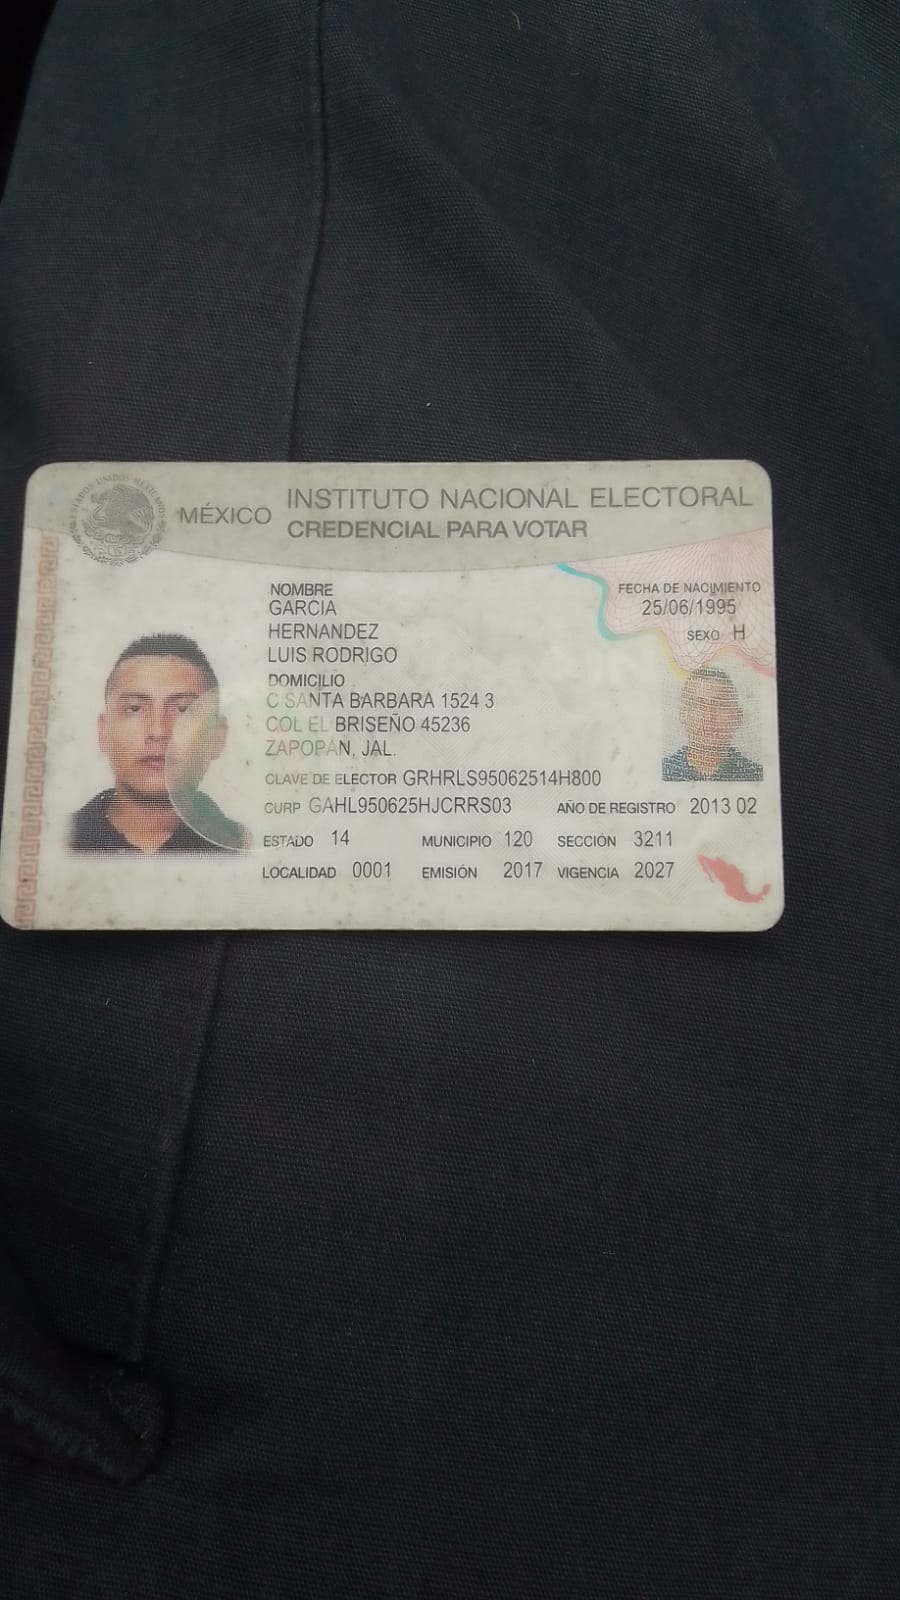 ESTADOS UNIDOS MEXICANOS
MÉXICO INSTITUTO NACIONAL ELECTORAL
CREDENCIAL PARA VOTAR
NOMBRE
GARCIA
HERNANDEZ
LUIS RODRIGO
FECHA DE NACIMIENTO
25/06/1995
SEXO H
DOMICILIO
C SANTA BARBARA 1524 3
COL EL BRISEÑO 45236
ZAPOPAN, JAL.
CLAVE DE ELECTOR GRHRLS95062514H800
CURP GAHL950625HJCRRS03 AÑO DE REGISTRO 2013 02
ESTADO 14 MUNICIPIO 120 SECCIÓN 3211
LOCALIDAD 0001 EMISIÓN 2017 VIGENCIA 2027